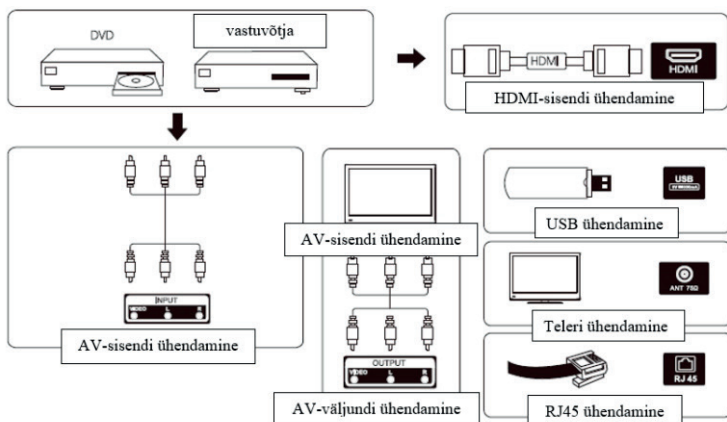 DVD
vastuvõtja
HDMI
HDMI
HDMI-sisendi ühendamine
INPUT
VIDEO L R
AV-sisendi ühendamine
AV-sisendi ühendamine
OUTPUT
VIDEO L R
AV-väljundi ühendamine
USB
USB ühendamine
ANT 75Ω
Teleri ühendamine
RJ 45
RJ45 ühendamine